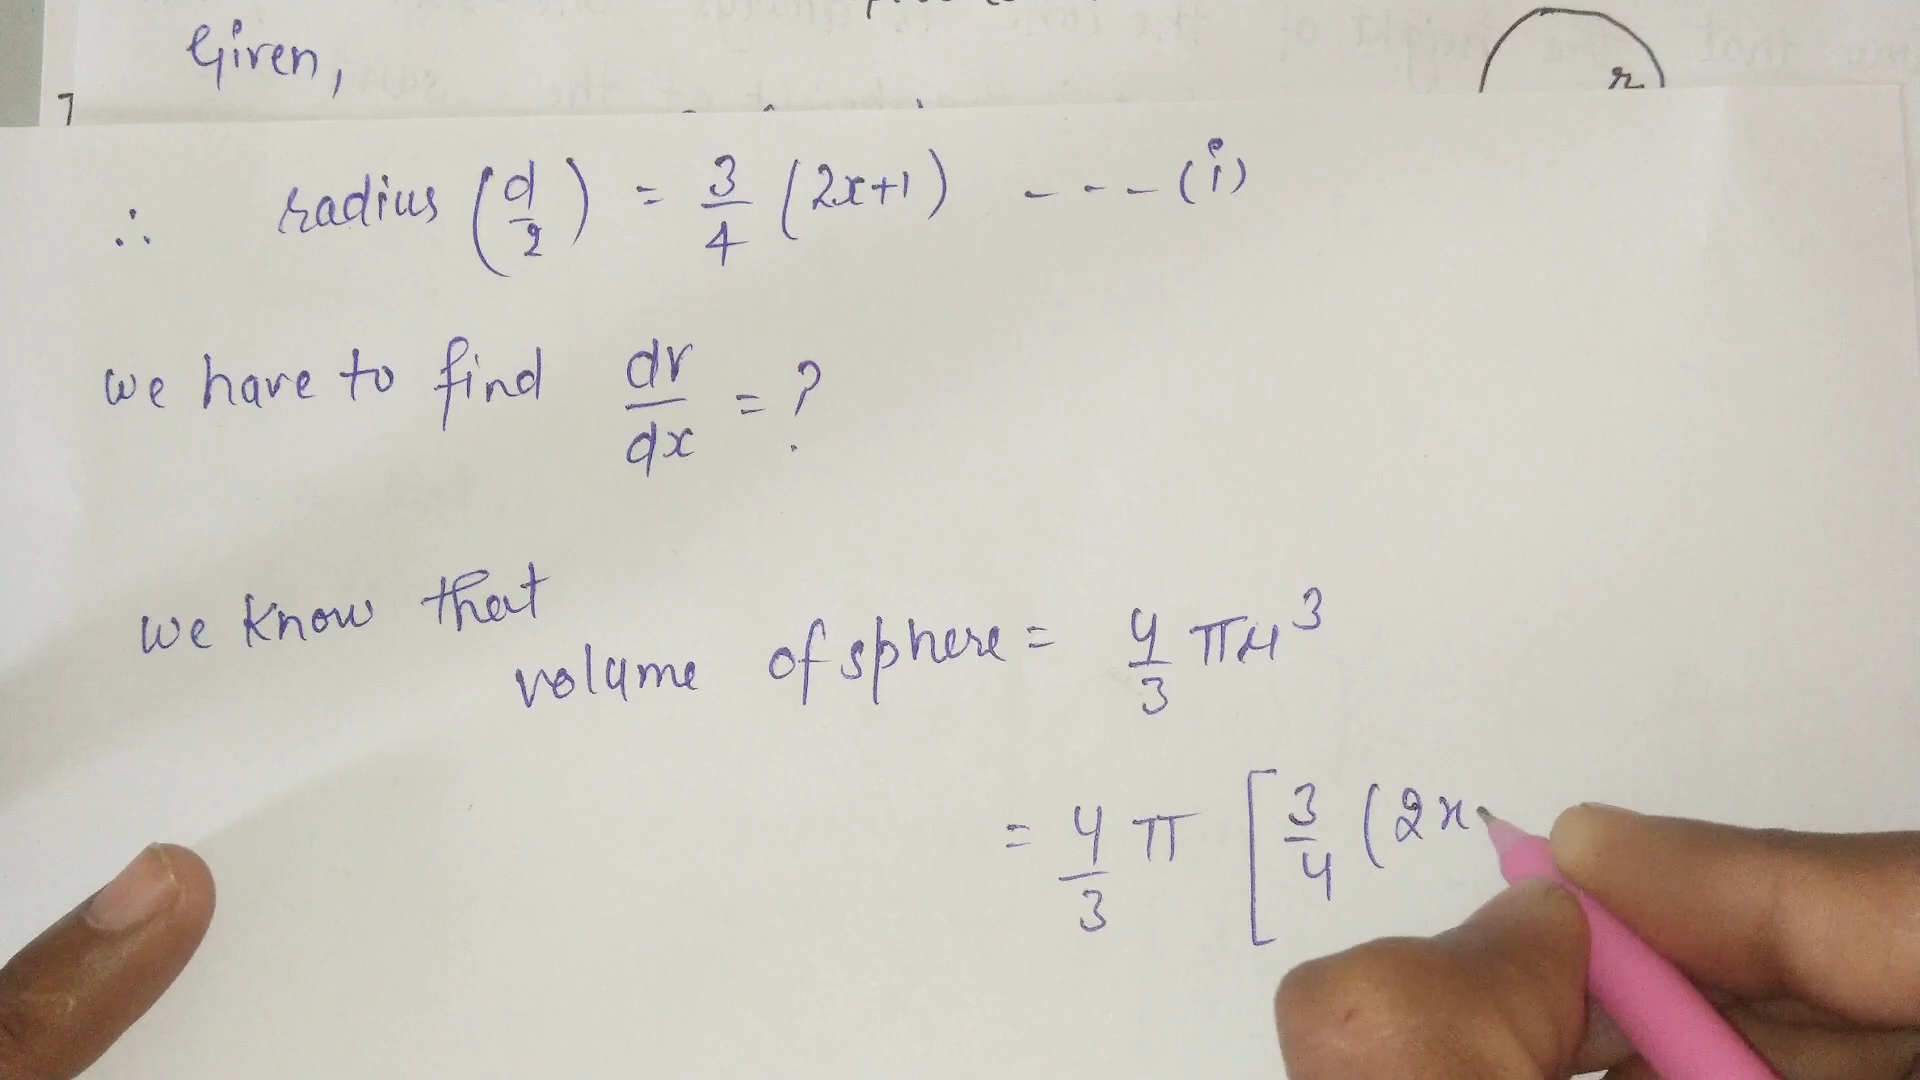 Given,
r
∴ radius (d/2) = 3/4 (2x+1) - - - (i)
we have to find dv/dx = ?
we know that
volume of sphere = 4/3 πr³
= 4/3 π [3/4 (2x